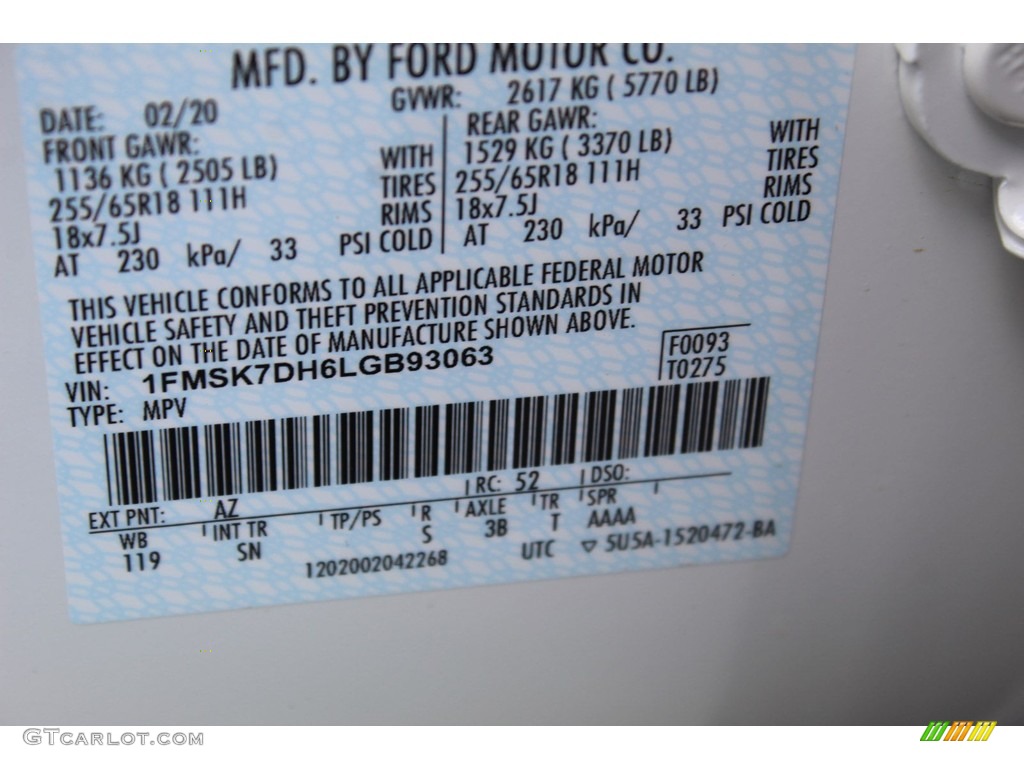 MFD. BY FORD MOTOR CO.
DATE: 02/20 GVWR: 2617 KG ( 5770 LB)
FRONT GAWR: REAR GAWR:
1136 KG ( 2505 LB) WITH 1529 KG ( 3370 LB) WITH
255/65R18 111H TIRES 255/65R18 111H TIRES
18x7.5J RIMS 18x7.5J RIMS
AT 230 kPa/ 33 PSI COLD AT 230 kPa/ 33 PSI COLD
THIS VEHICLE CONFORMS TO ALL APPLICABLE FEDERAL MOTOR
VEHICLE SAFETY AND THEFT PREVENTION STANDARDS IN
EFFECT ON THE DATE OF MANUFACTURE SHOWN ABOVE.
VIN: 1FMSK7DH6LGB93063 F0093
TYPE: MPV T0275
EXT PNT: AZ RC: 52 DSO:
WB INT TR TP/PS R AXLE TR SPR
119 SN S 3B T AAAA
1202002042268 UTC ▽ 5U5A-1520472-BA
GTCARLOT.COM